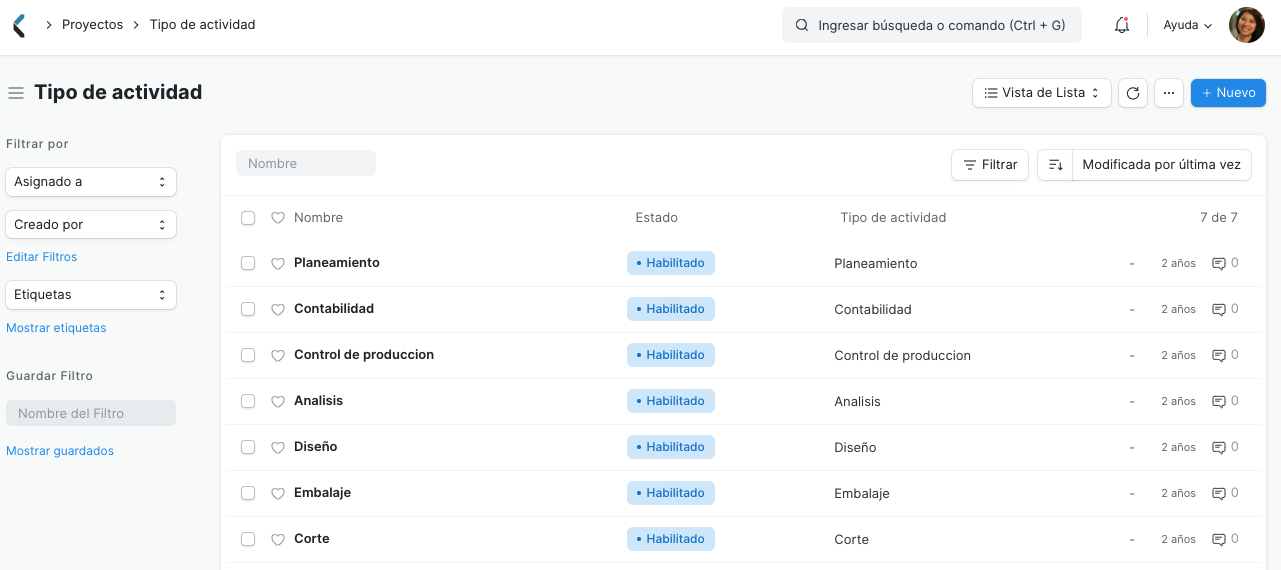 Proyectos Tipo de actividad Ingresar búsqueda o comando (Ctrl + G) Ayuda
Tipo de actividad Vista de Lista ... + Nuevo
Filtrar por
Asignado a
Creado por
Editar Filtros
Etiquetas
Mostrar etiquetas
Guardar Filtro
Nombre del Filtro
Mostrar guardados
Nombre Filtrar Modificada por última vez
Nombre Estado Tipo de actividad 7 de 7
Planeamiento Habilitado Planeamiento - 2 años 0
Contabilidad Habilitado Contabilidad - 2 años 0
Control de produccion Habilitado Control de produccion - 2 años 0
Analisis Habilitado Analisis - 2 años 0
Diseño Habilitado Diseño - 2 años 0
Embalaje Habilitado Embalaje - 2 años 0
Corte Habilitado Corte - 2 años 0